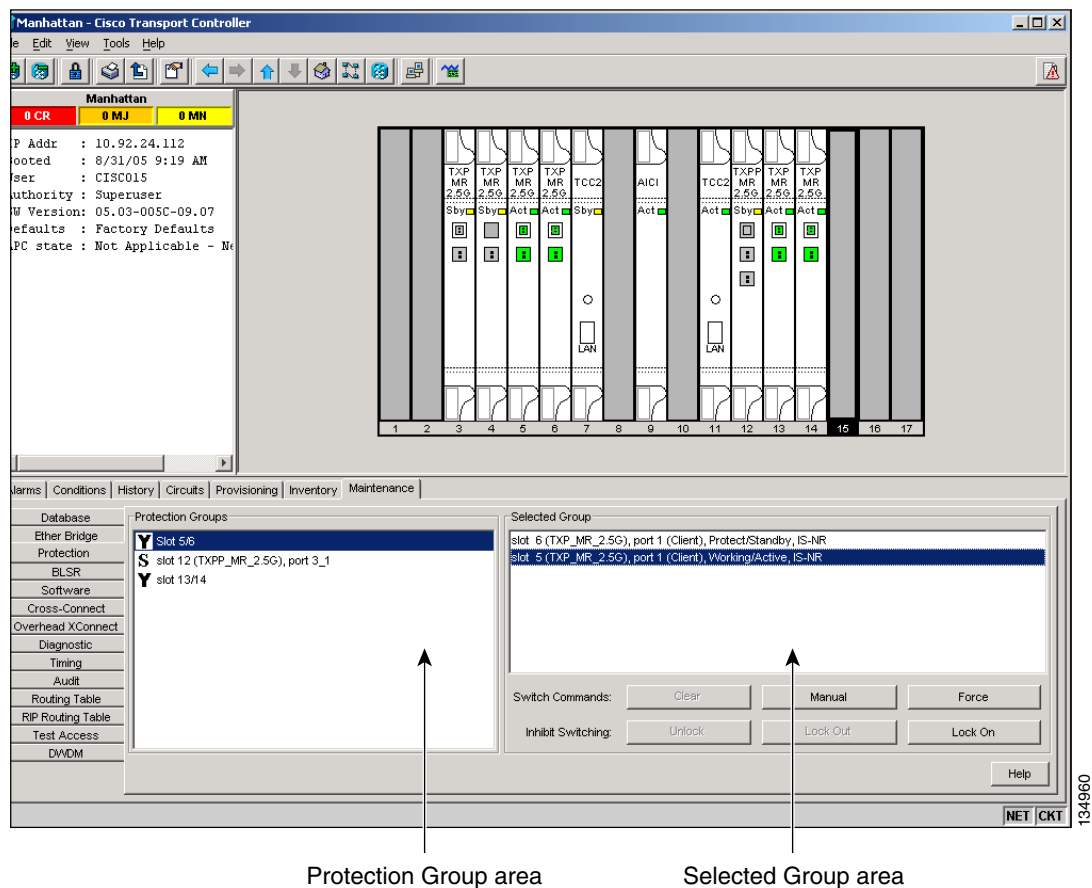 Manhattan - Cisco Transport Controller
le Edit View Tools Help
Manhattan
0 CR 0 MJ 0 MN
IP Addr : 10.92.24.112
ooted : 8/31/05 9:19 AM
ser : CISCO15
uthority : Superuser
SW Version: 05.03-005C-09.07
efaults : Factory Defaults
APC state : Not Applicable - Ne
TXP MR 2.5G
TXP MR 2.5G
TXP MR 2.5G
TXP MR 2.5G
TCC2
AICI
TCC2
TXPP MR 2.5G
TXP MR 2.5G
TXP MR 2.5G
Sby Sby Act Act Sby Act Act Sby Act Act
LAN LAN
1 2 3 4 5 6 7 8 9 10 11 12 13 14 15 16 17
larms Conditions History Circuits Provisioning Inventory Maintenance
Database
Ether Bridge
Protection
BLSR
Software
Cross-Connect
Overhead XConnect
Diagnostic
Timing
Audit
Routing Table
RIP Routing Table
Test Access
DWDM
Protection Groups
Y Slot 5/6
S slot 12 (TXPP_MR_2.5G), port 3_1
Y slot 13/14
Selected Group
slot 6 (TXP_MR_2.5G), port 1 (Client), Protect/Standby, IS-NR
slot 5 (TXP_MR_2.5G), port 1 (Client), Working/Active, IS-NR
Switch Commands: Clear Manual Force
Inhibit Switching: Unlock Lock Out Lock On
Help
NET CKT
134960
Protection Group area
Selected Group area